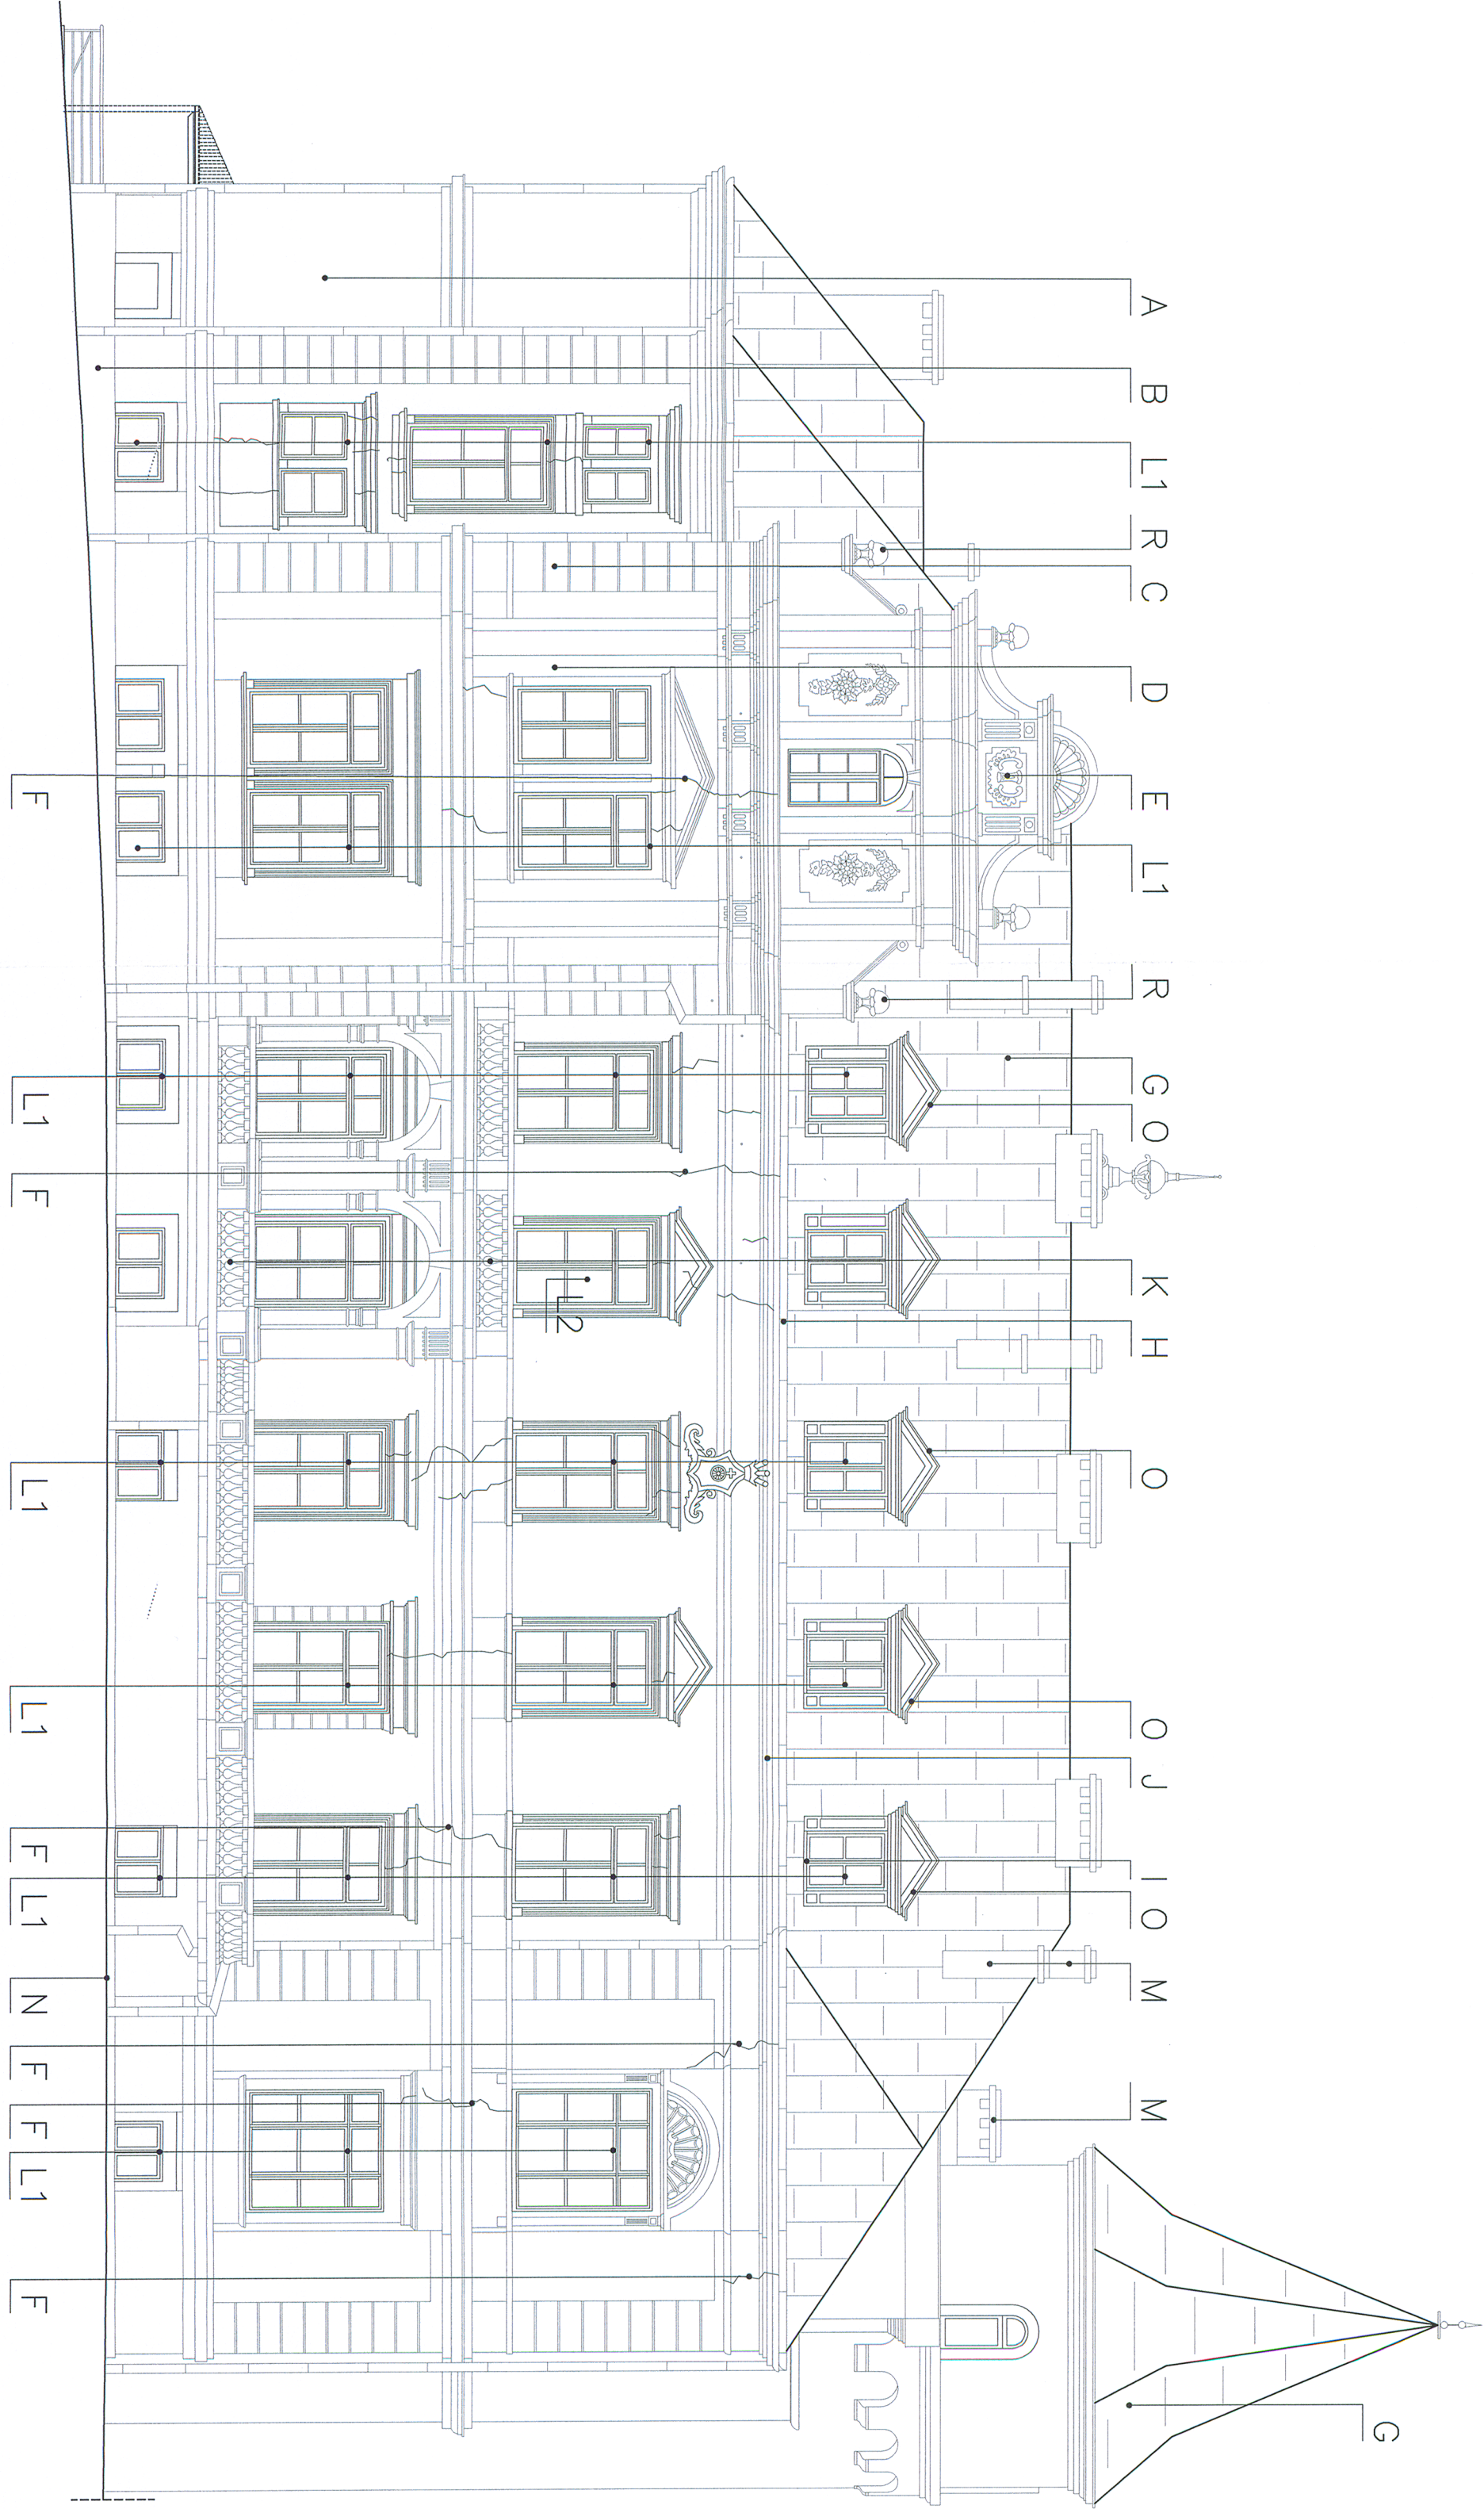 A B L1 R C D E L1 R G O K H O O J I O M M
G
L2
F L1 F L1 L1 F L1 N F F L1 F